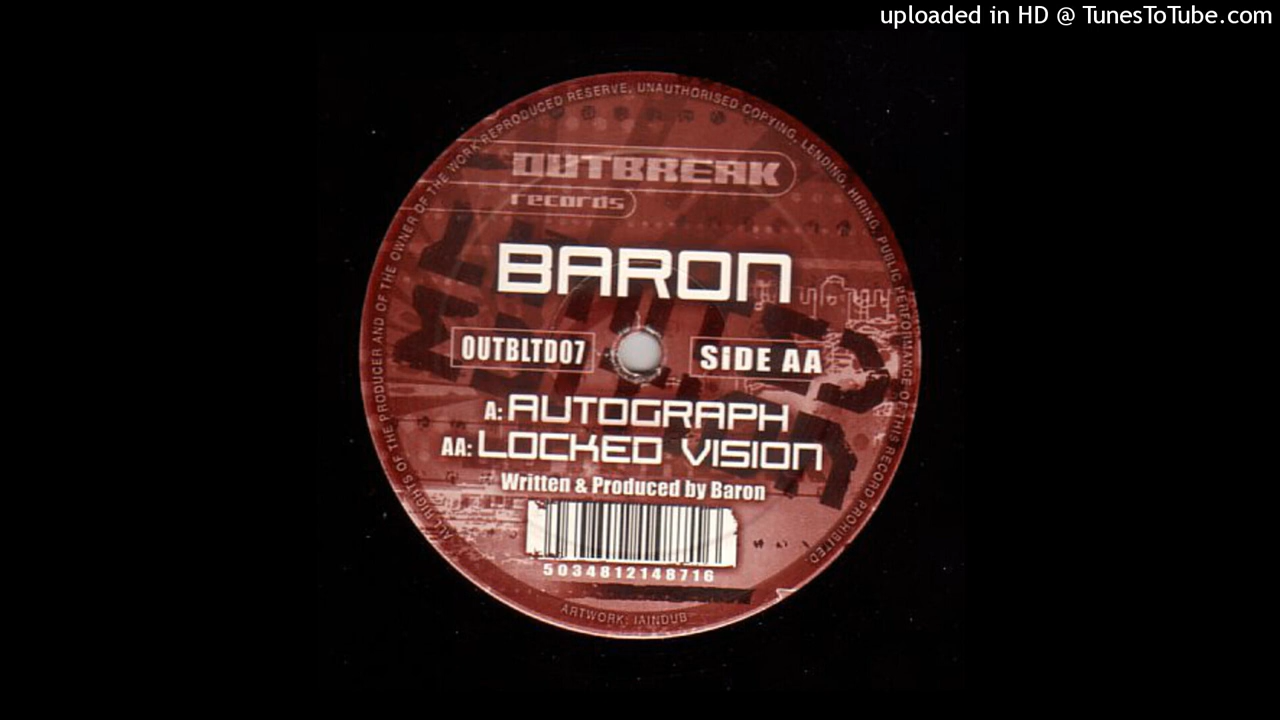 uploaded in HD @ TunesToTube.com
ALL RIGHTS OF THE PRODUCER AND OF THE OWNER OF THE WORK REPRODUCED RESERVE, UNAUTHORISED COPYING, LENDING, HIRING, PUBLIC PERFORMANCE OF THIS RECORD PROHIBITED.
OUTBREAK
records
BARON
OUTBLTD07
SiDE AA
A: AUTOGRAPH
AA: LOCKED VISION
Written & Produced by Baron
5034812148716
ARTWORK: IAINDUB